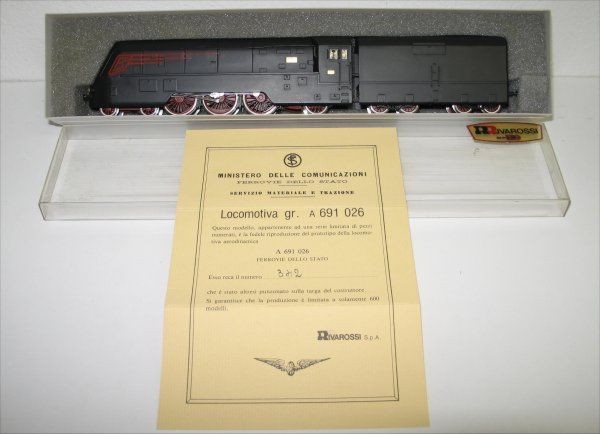 RIVAROSSI
MINISTERO DELLE COMUNICAZIONI
FERROVIE DELLO STATO
SERVIZIO MATERIALE E TRAZIONE
Locomotiva gr. A 691 026
Questo modello, appartenente ad una serie limitata di pezzi
numerati, è la fedele riproduzione del prototipo della locomo-
tiva aerodinamica
A 691 026
FERROVIE DELLO STATO
Esso reca il numero 342
che è stato altresì punzonato sulla targa del costruttore.
Si garantisce che la produzione è limitata a solamente 600
modelli.
RIVAROSSI S.p.A.